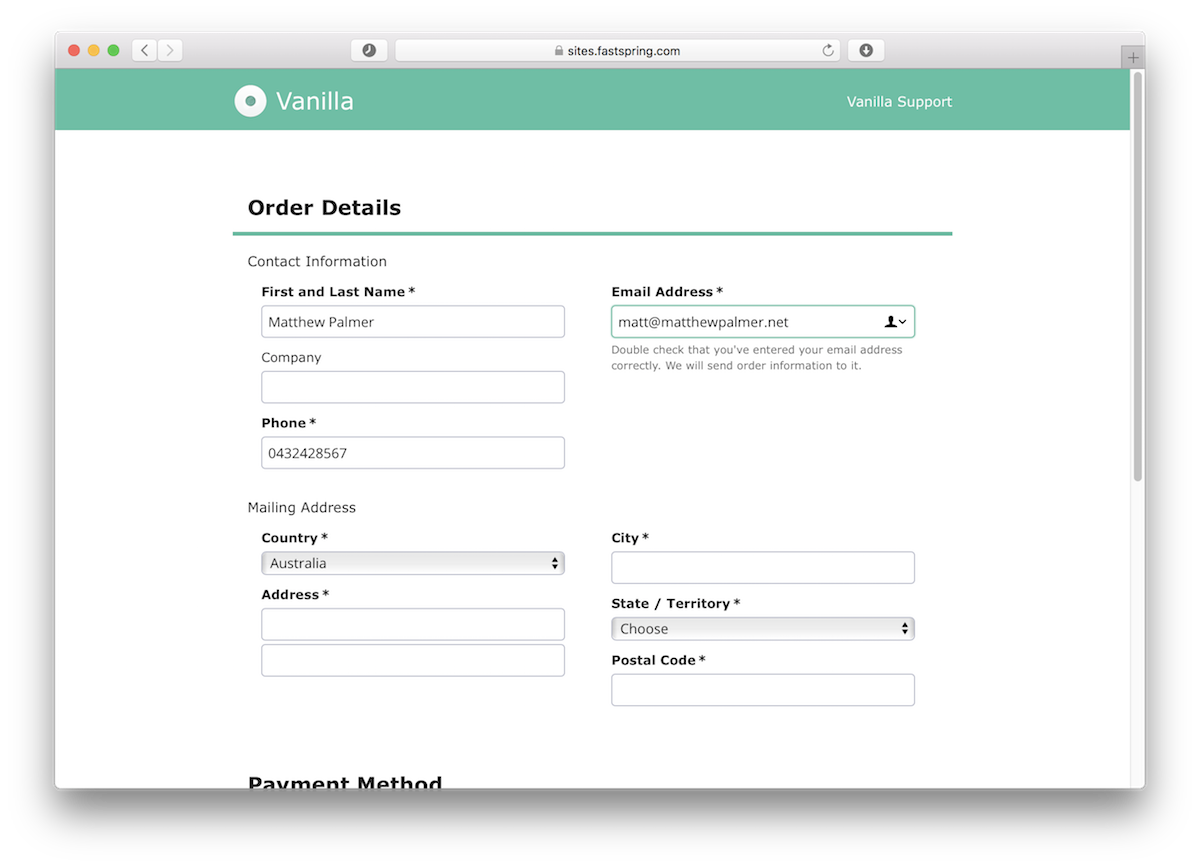 sites.fastspring.com
Vanilla
Vanilla Support
Order Details
Contact Information
First and Last Name *
Matthew Palmer
Company
Phone *
0432428567
Email Address *
matt@matthewpalmer.net
Double check that you've entered your email address
correctly. We will send order information to it.
Mailing Address
Country *
Australia
Address *
City *
State / Territory *
Choose
Postal Code *
Payment Method